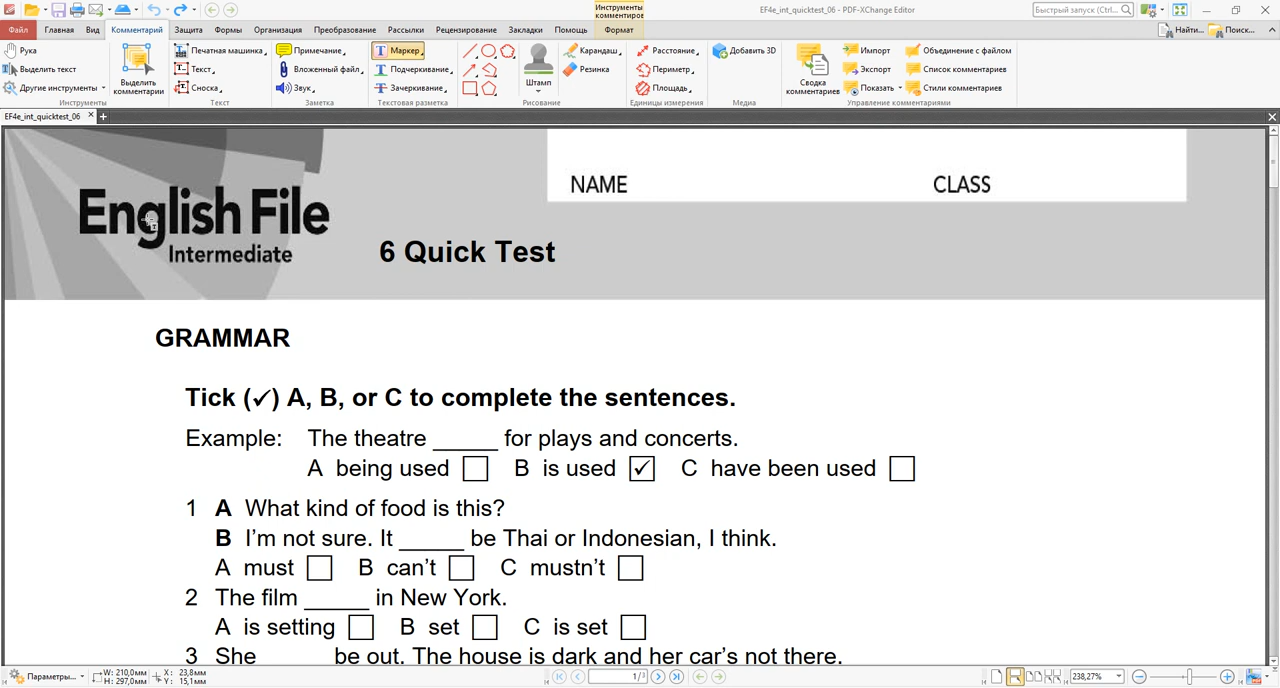 Инструменты
комментиров
EF4e_int_quicktest_06 - PDF-XChange Editor
Быстрый запуск (Ctrl...
Файл Главная Вид Комментарий Защита Формы Организация Преобразование Рассылки Рецензирование Закладки Помощь Формат Найти... Поиск...
Рука
Выделить текст
Другие инструменты
Инструменты
Выделить
комментарии
Печатная машинка
Текст
Сноска
Текст
Примечание
Вложенный файл
Звук
Заметка
Маркер
Подчеркивание
Зачеркивание
Текстовая разметка
Штамп
Карандаш
Резинка
Рисование
Расстояние
Периметр
Площадь
Единицы измерения
Добавить 3D
Медиа
Сводка
комментариев
Импорт
Экспорт
Показать
Объединение с файлом
Список комментариев
Стили комментариев
Управление комментариями
EF4e_int_quicktest_06
NAME CLASS
English File
Intermediate
6 Quick Test
GRAMMAR
Tick (✓) A, B, or C to complete the sentences.
Example: The theatre _____ for plays and concerts.
A being used B is used ✓ C have been used
1 A What kind of food is this?
B I’m not sure. It _____ be Thai or Indonesian, I think.
A must B can’t C mustn’t
2 The film _____ in New York.
A is setting B set C is set
3 She _____ be out. The house is dark and her car’s not there.
Параметры...
W: 210,0мм
H: 297,0мм
X: 23,8мм
Y: 15,1мм
1/1
238,27%